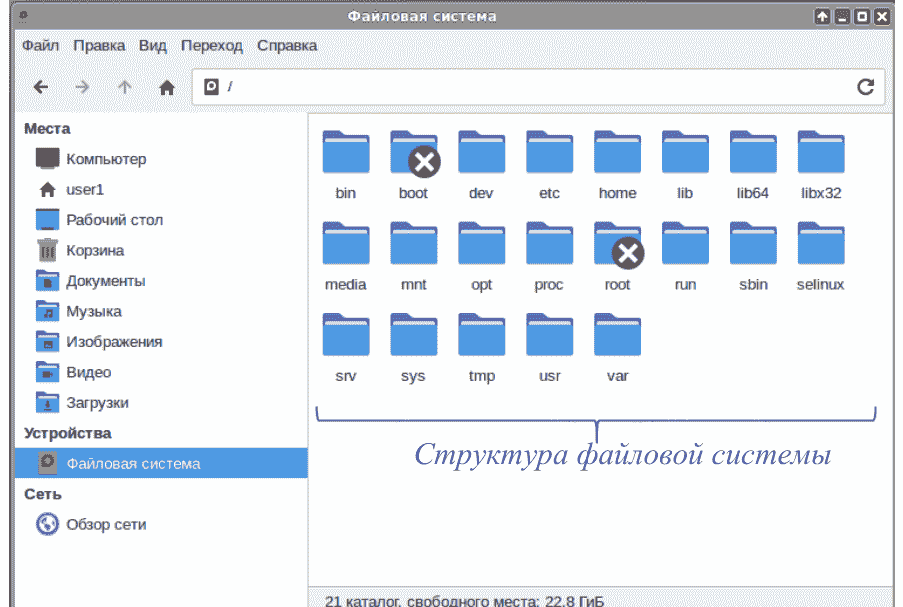 Файловая система
Файл Правка Вид Переход Справка
/
Места
Компьютер
user1
Рабочий стол
Корзина
Документы
Музыка
Изображения
Видео
Загрузки
Устройства
Файловая система
Сеть
Обзор сети
bin boot dev etc home lib lib64 libx32
media mnt opt proc root run sbin selinux
srv sys tmp usr var
Структура файловой системы
21 каталог, свободного места: 22,8 ГиБ